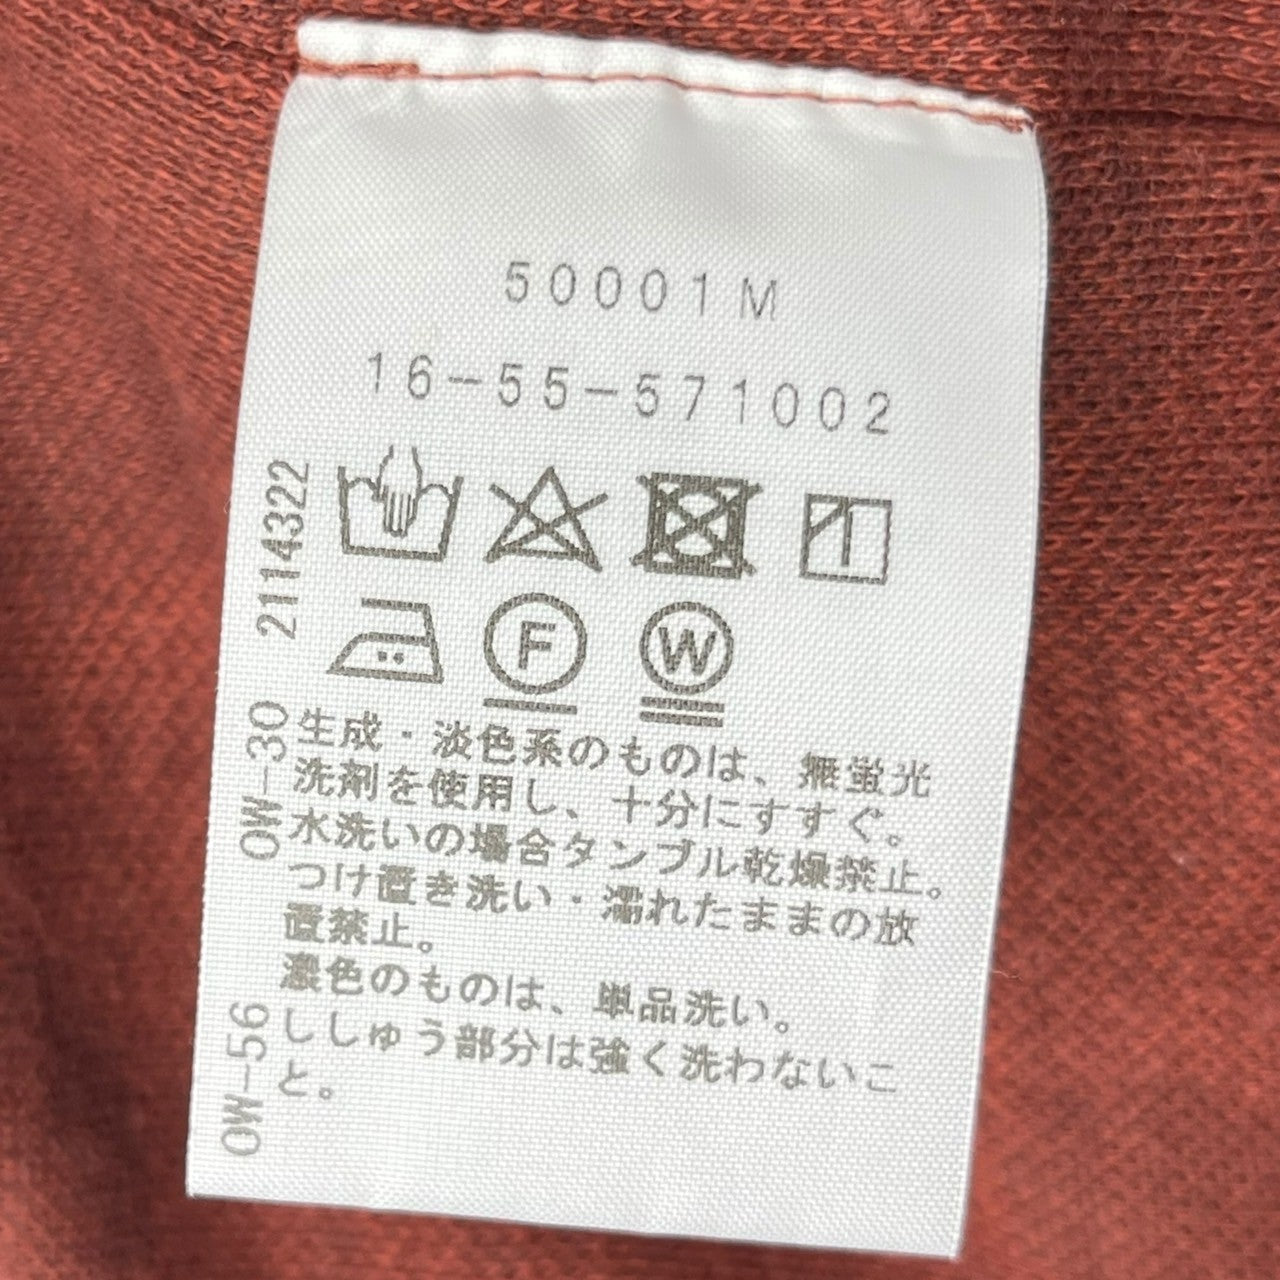 50001M
16-55-571002
2114322
F
W
OW-30
生成・淡色系のものは、無蛍光
洗剤を使用し、十分にすすぐ。
水洗いの場合タンブル乾燥禁止。
つけ置き洗い・濡れたままの放
置禁止。
濃色のものは、単品洗い。
ししゅう部分は強く洗わないこ
と。
OW-56